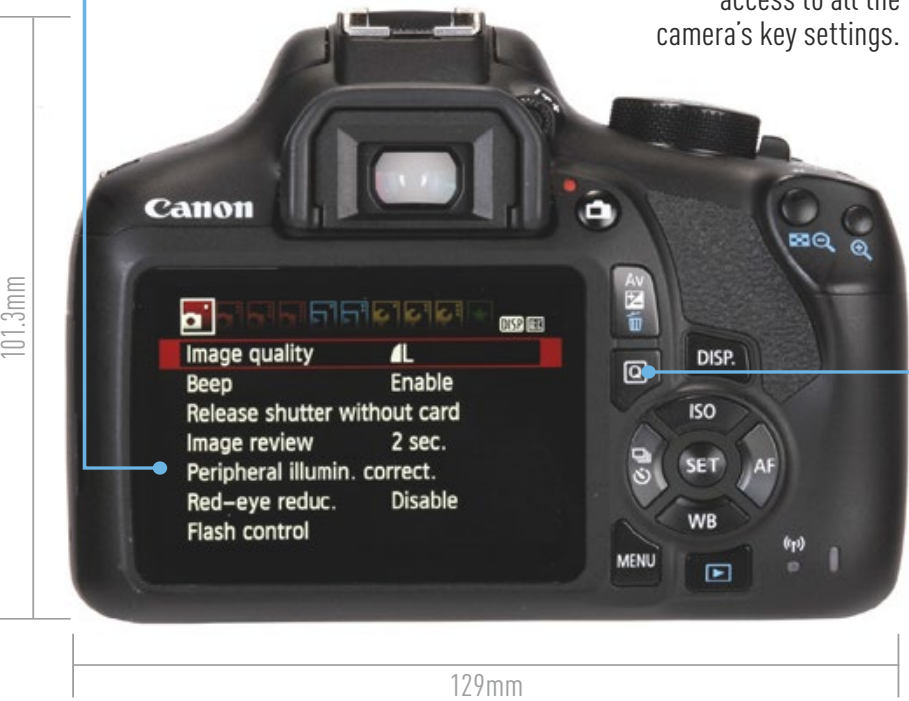 access to all the
camera's key settings.
Canon
DISP
Image quality L
Beep Enable
Release shutter without card
Image review 2 sec.
Peripheral illumin. correct.
Red-eye reduc. Disable
Flash control
Av
Q
DISP.
ISO
SET
AF
WB
MENU
101.3mm
129mm